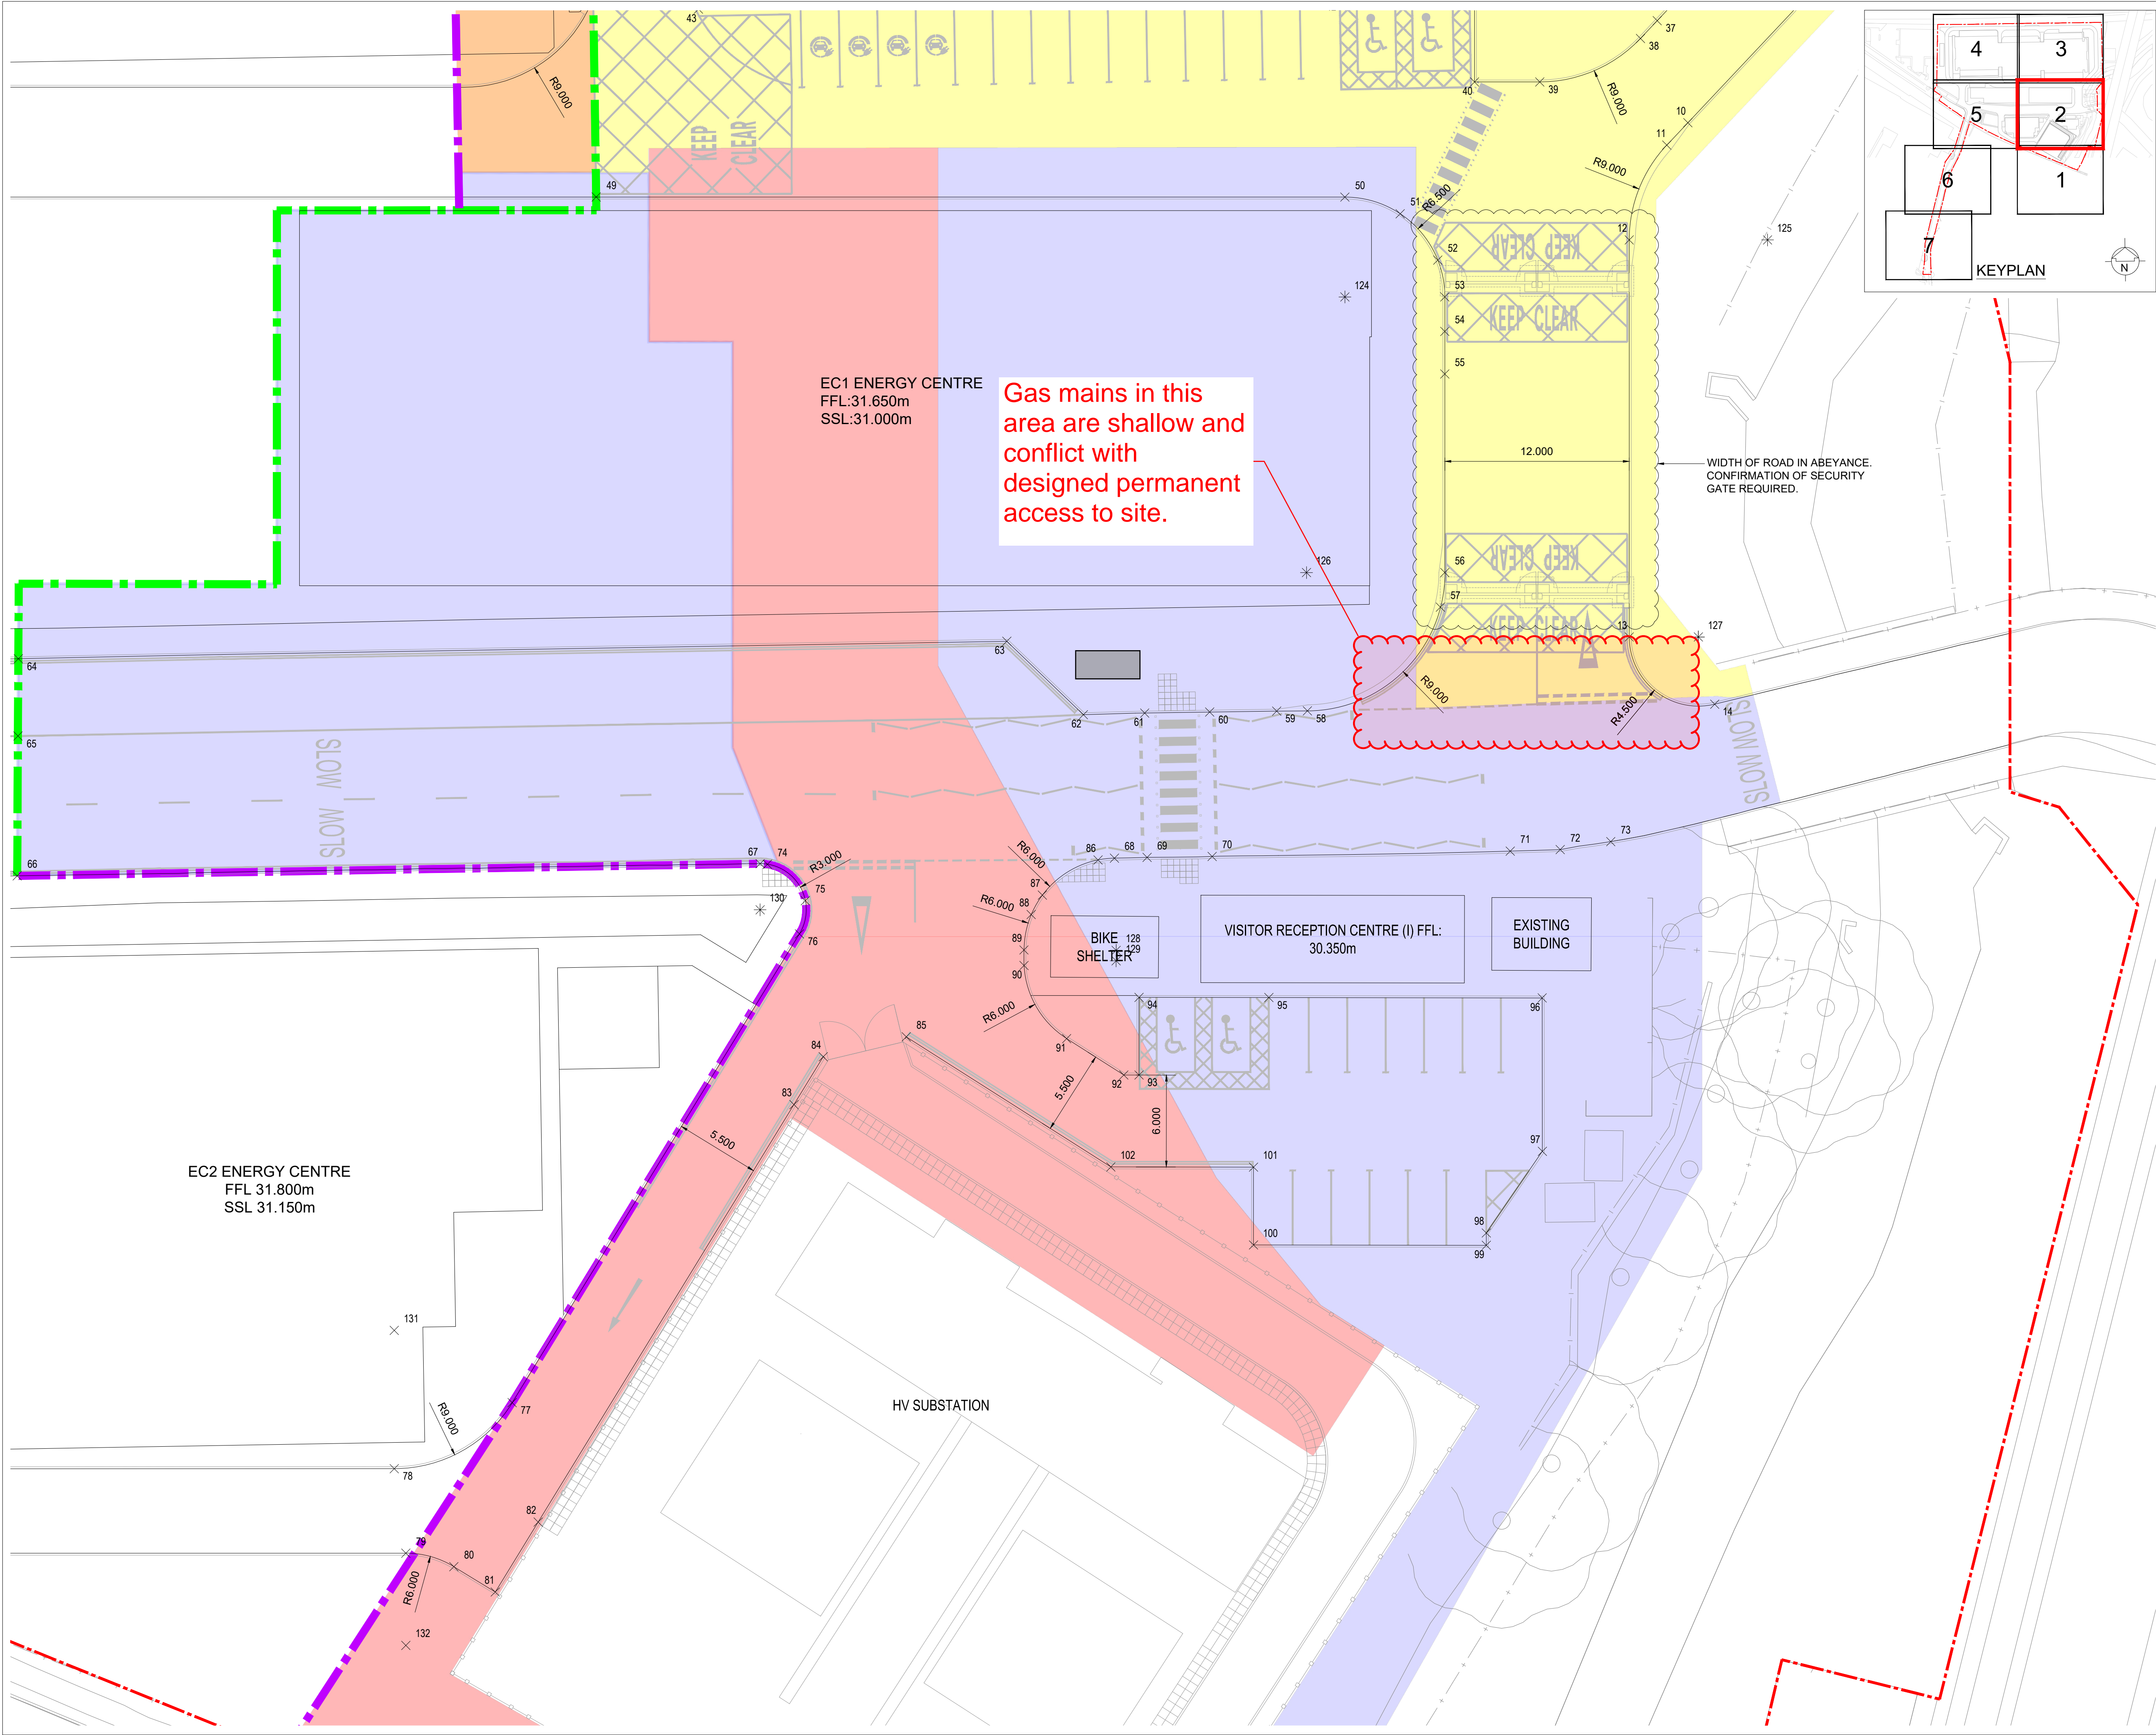 43
KEEP
CLEAR
R9.000
37
38
40
39
R9.000
10
11
R9.000
4
3
5
2
6
1
7
KEYPLAN
N
49
50
51
R6.500
52
12
125
KEEP CLEAR
53
124
54
KEEP CLEAR
55
EC1 ENERGY CENTRE
FFL:31.650m
SSL:31.000m
Gas mains in this
area are shallow and
conflict with
designed permanent
access to site.
12.000
WIDTH OF ROAD IN ABEYANCE.
CONFIRMATION OF SECURITY
GATE REQUIRED.
126
56
KEEP CLEAR
57
KEEP CLEAR
13
127
63
64
R9.000
R4.500
14
62
61
60
59
58
65
SLOW
SLOW
SLOW
SLOW
66
67
74
R3.000
75
130
76
R6.000
86
68
69
70
71
72
73
87
88
R6.000
89
90
BIKE
SHELTER
128
129
VISITOR RECEPTION CENTRE (I) FFL:
30.350m
EXISTING
BUILDING
R6.000
94
95
96
85
84
91
92
93
83
5.500
5.500
6.000
97
102
101
EC2 ENERGY CENTRE
FFL 31.800m
SSL 31.150m
98
99
100
131
R9.000
77
78
HV SUBSTATION
82
79
80
81
R6.000
132